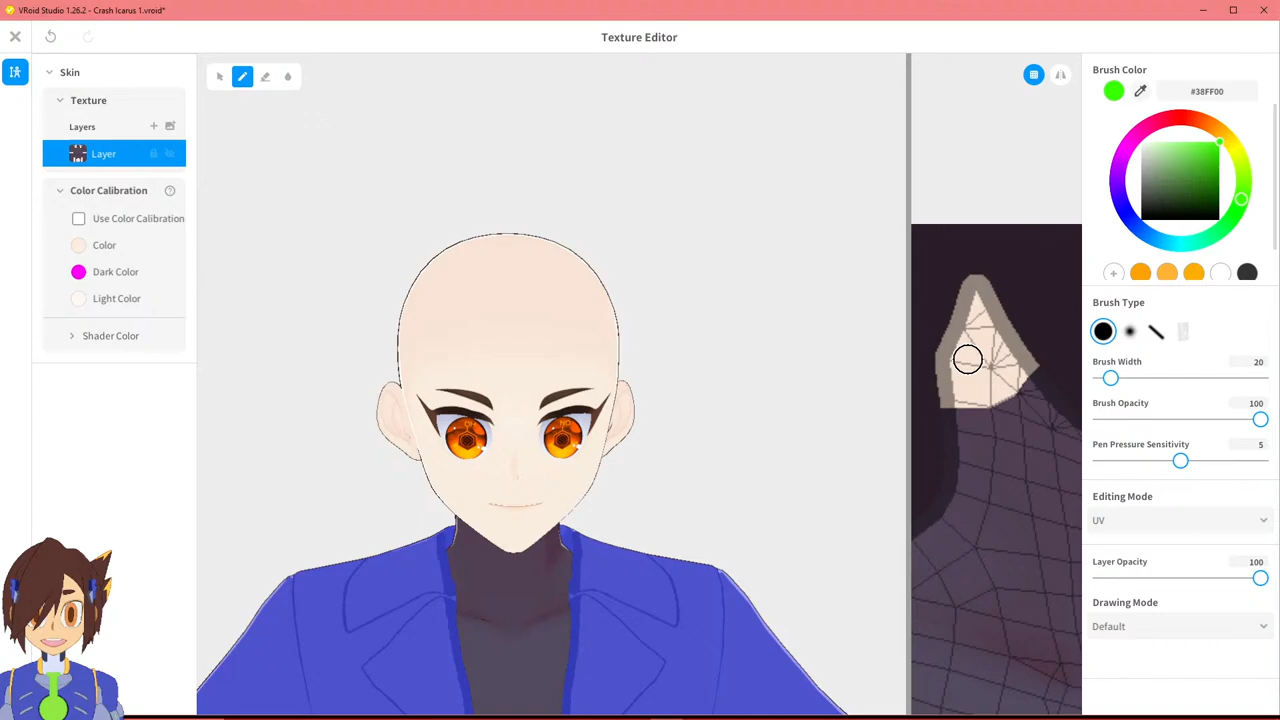 VRoid Studio 1.26.2 - Crash Icarus 1.vroid*
Texture Editor
Skin
Texture
Layers
Layer
Color Calibration
Use Color Calibration
Color
Dark Color
Light Color
Shader Color
Brush Color
#38FF00
Brush Type
Brush Width 20
Brush Opacity 100
Pen Pressure Sensitivity 5
Editing Mode
UV
Layer Opacity 100
Drawing Mode
Default